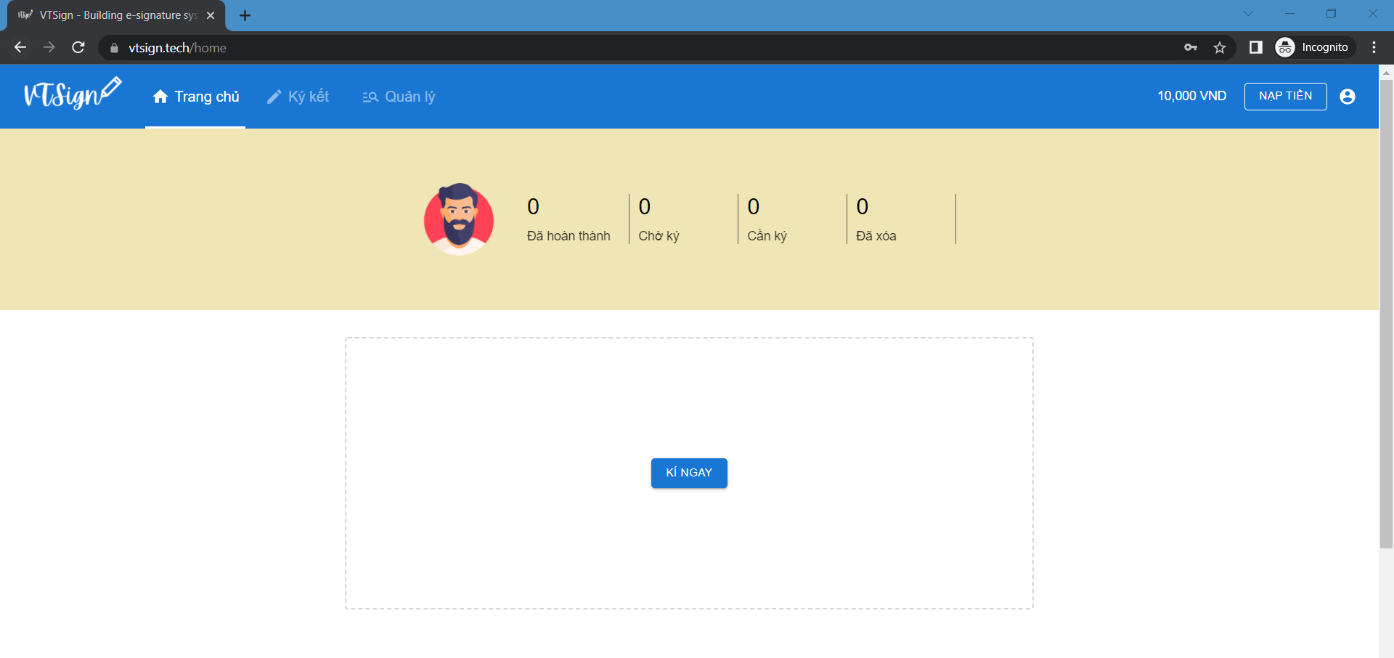 VTSign - Building e-signature sys
vtsign.tech/home
Incognito
VTSign
Trang chủ
Ký kết
Quản lý
10,000 VND
NẠP TIỀN
0
0
0
0
Đã hoàn thành
Chờ ký
Cần ký
Đã xóa
KÍ NGAY